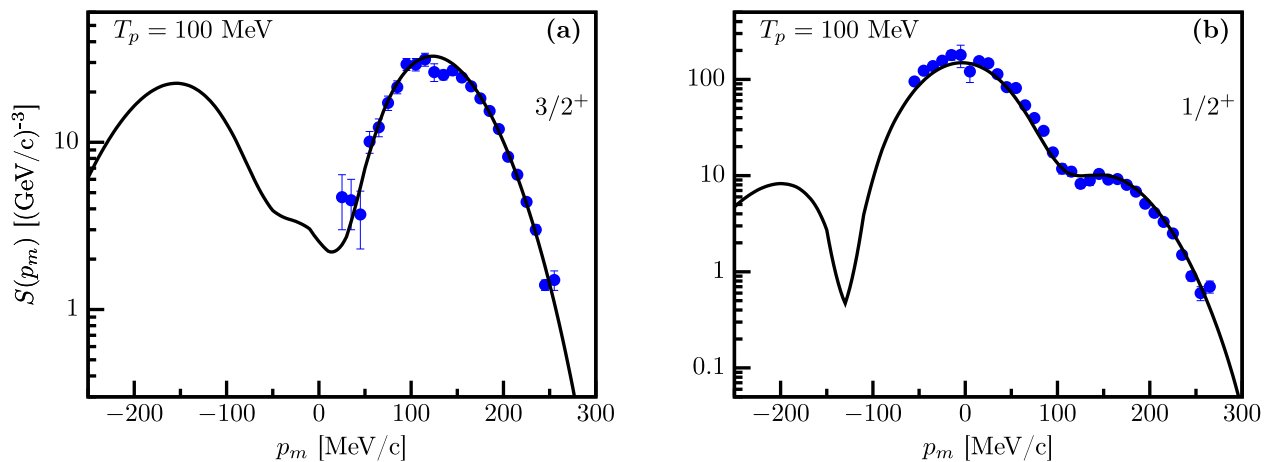 T_p = 100 MeV (a)
3/2⁺
S(p_m) [(GeV/c)⁻³]
10
1
−200 −100 0 100 200 300
p_m [MeV/c]
T_p = 100 MeV (b)
1/2⁺
100
10
1
0.1
−200 −100 0 100 200 300
p_m [MeV/c]